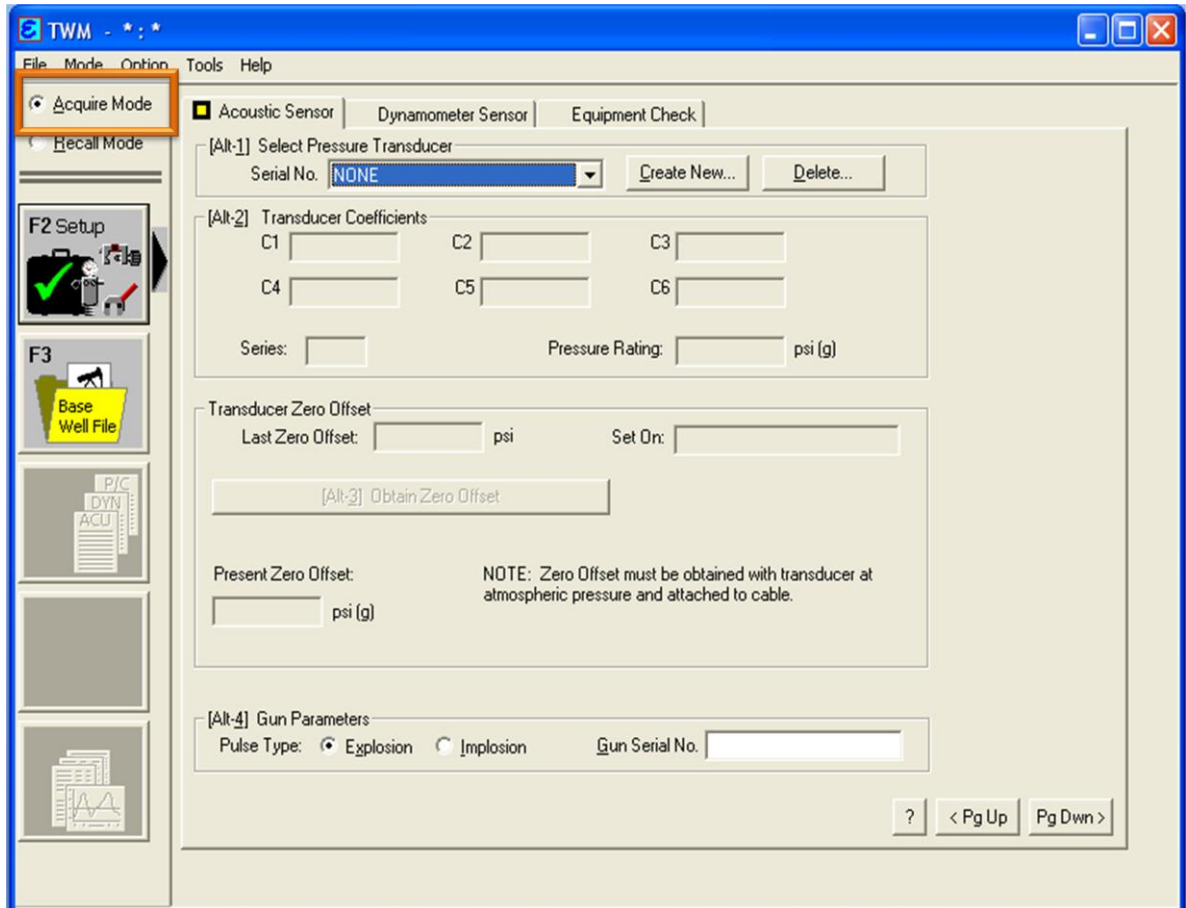 TWM - *:*
File Mode Option Tools Help
Acquire Mode
Recall Mode
Acoustic Sensor Dynamometer Sensor Equipment Check
[Alt-1] Select Pressure Transducer
Serial No. NONE Create New... Delete...
F2 Setup
[Alt-2] Transducer Coefficients
C1 C2 C3
C4 C5 C6
Series: Pressure Rating: psi (g)
F3
Base
Well File
Transducer Zero Offset
Last Zero Offset: psi Set On:
P/C
DYN
ACU
[Alt-3] Obtain Zero Offset
Present Zero Offset:
psi (g)
NOTE: Zero Offset must be obtained with transducer at
atmospheric pressure and attached to cable.
[Alt-4] Gun Parameters
Pulse Type: Explosion Implosion Gun Serial No.
? < Pg Up Pg Dwn >